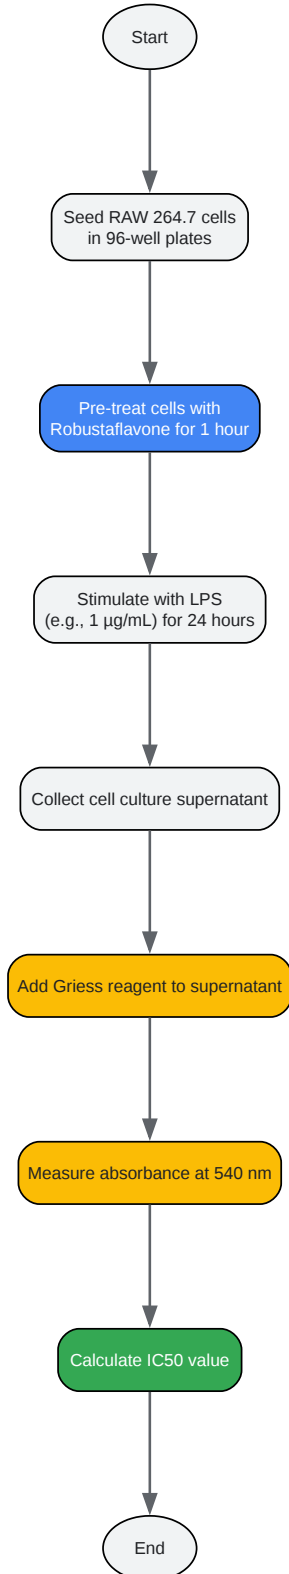 Start
Seed RAW 264.7 cells
in 96-well plates
Pre-treat cells with
Robustaflavone for 1 hour
Stimulate with LPS
(e.g., 1 µg/mL) for 24 hours
Collect cell culture supernatant
Add Griess reagent to supernatant
Measure absorbance at 540 nm
Calculate IC50 value
End